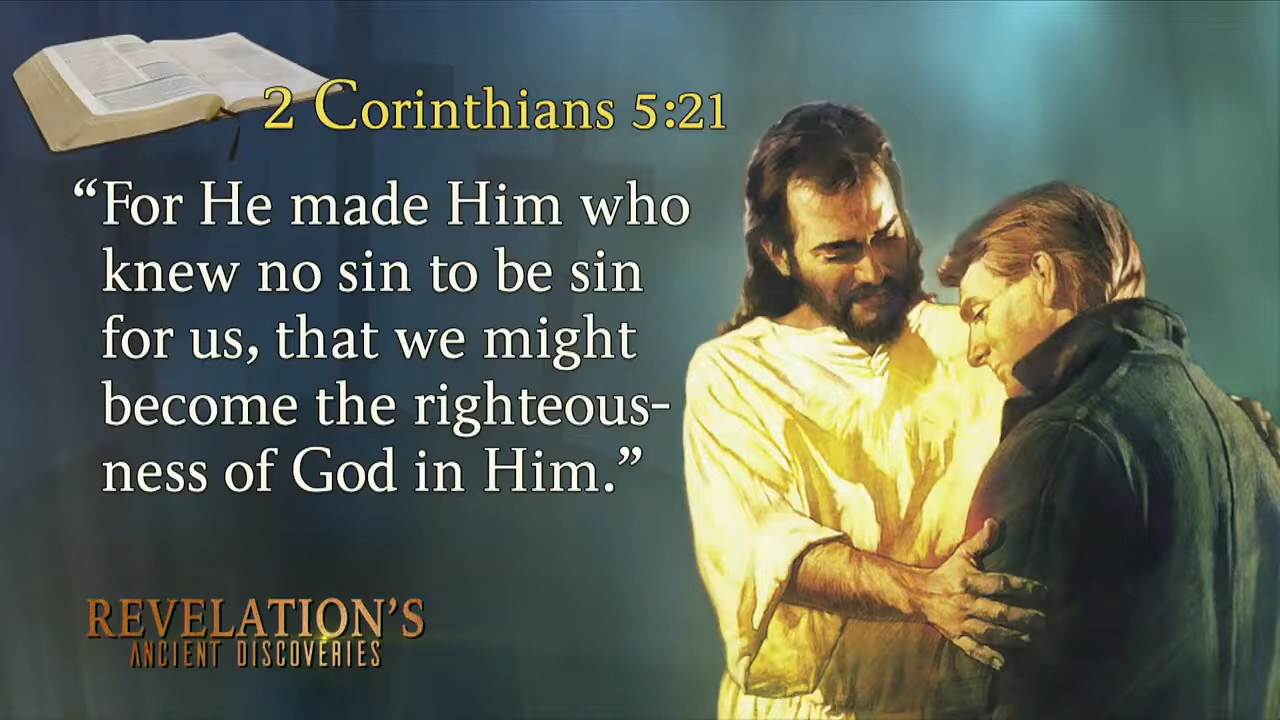 2 Corinthians 5:21
“For He made Him who
knew no sin to be sin
for us, that we might
become the righteous-
ness of God in Him.”
REVELATION’S
ANCIENT DISCOVERIES